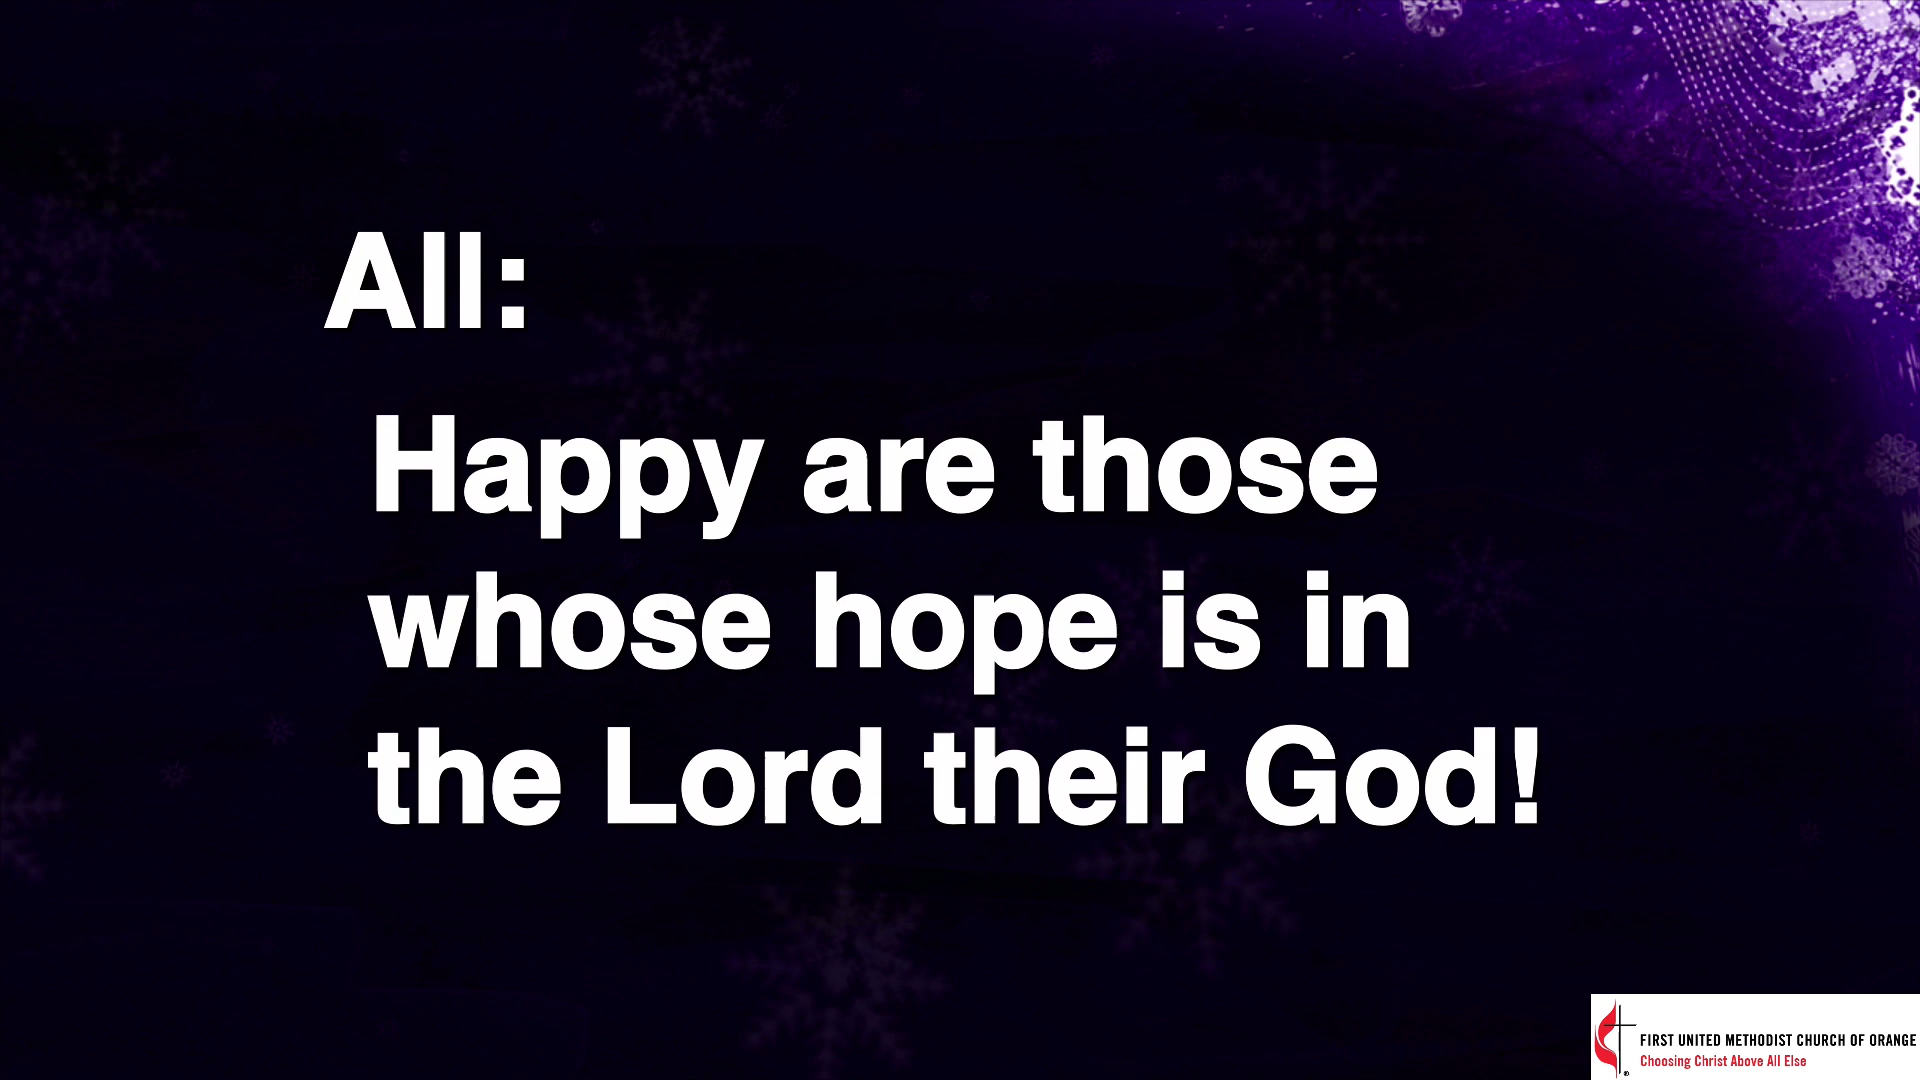 All:
Happy are those
whose hope is in
the Lord their God!
FIRST UNITED METHODIST CHURCH OF ORANGE
Choosing Christ Above All Else